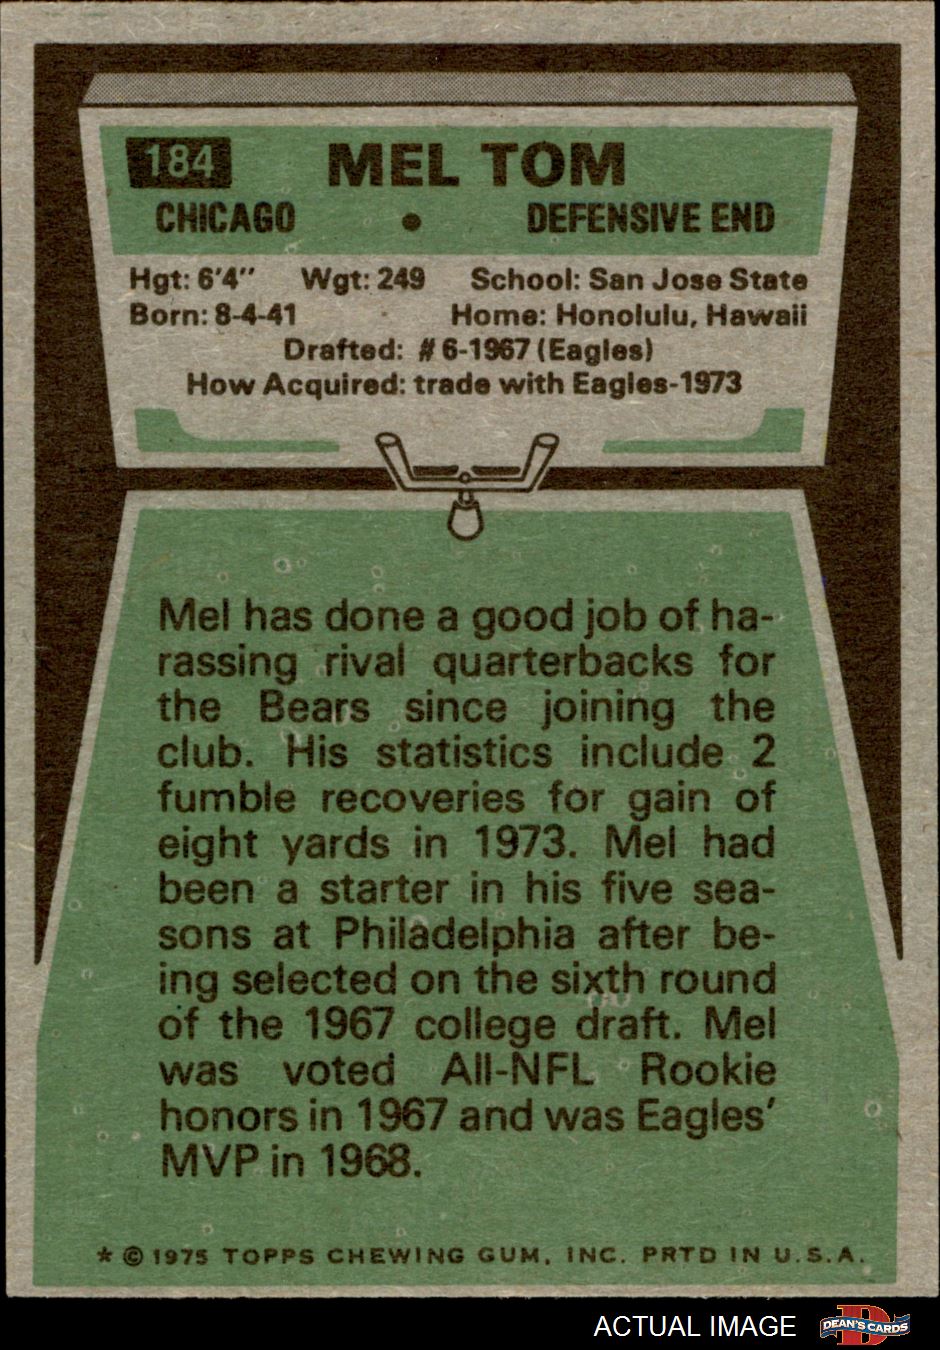 184 MEL TOM
CHICAGO • DEFENSIVE END
Hgt: 6'4" Wgt: 249 School: San Jose State
Born: 8-4-41 Home: Honolulu, Hawaii
Drafted: #6-1967 (Eagles)
How Acquired: trade with Eagles-1973
Mel has done a good job of ha-
rassing rival quarterbacks for
the Bears since joining the
club. His statistics include 2
fumble recoveries for gain of
eight yards in 1973. Mel had
been a starter in his five sea-
sons at Philadelphia after be-
ing selected on the sixth round
of the 1967 college draft. Mel
was voted All-NFL Rookie
honors in 1967 and was Eagles'
MVP in 1968.
* © 1975 TOPPS CHEWING GUM, INC. PRTD IN U.S.A.
ACTUAL IMAGE D DEAN'S CARDS